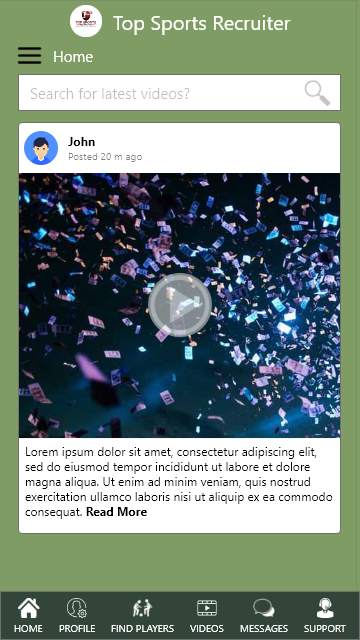 TOP SPORTS
Top Sports Recruiter
Home
Search for latest videos?
John
Posted 20 m ago
Lorem ipsum dolor sit amet, consectetur adipiscing elit,
sed do eiusmod tempor incididunt ut labore et dolore
magna aliqua. Ut enim ad minim veniam, quis nostrud
exercitation ullamco laboris nisi ut aliquip ex ea commodo
consequat. Read More
HOME PROFILE FIND PLAYERS VIDEOS MESSAGES SUPPORT